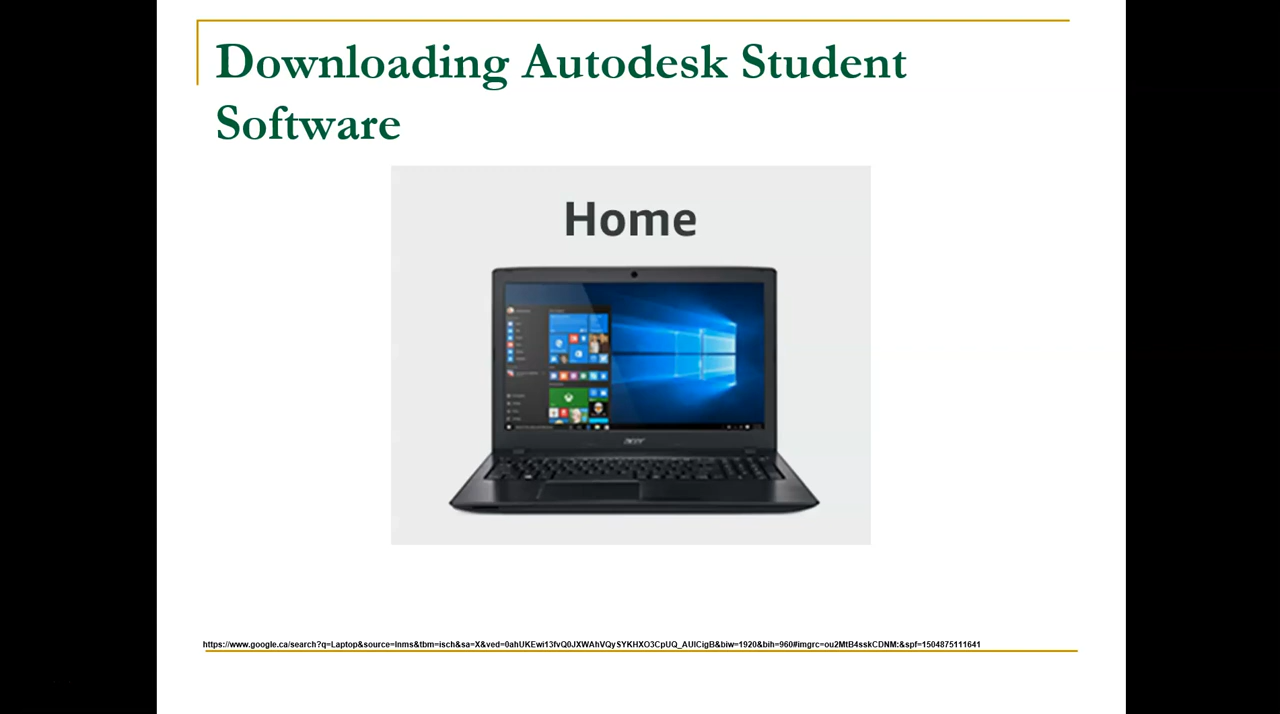 Downloading Autodesk Student
Software
Home
acer
https://www.google.ca/search?q=Laptop&source=lnms&tbm=isch&sa=X&ved=0ahUKEwi13fvQ0JXWAhVQySYKHXO3CpUQ_AUICigB&biw=1920&bih=960#imgrc=ou2MtB4sskCDNM:&spf=1504875111641